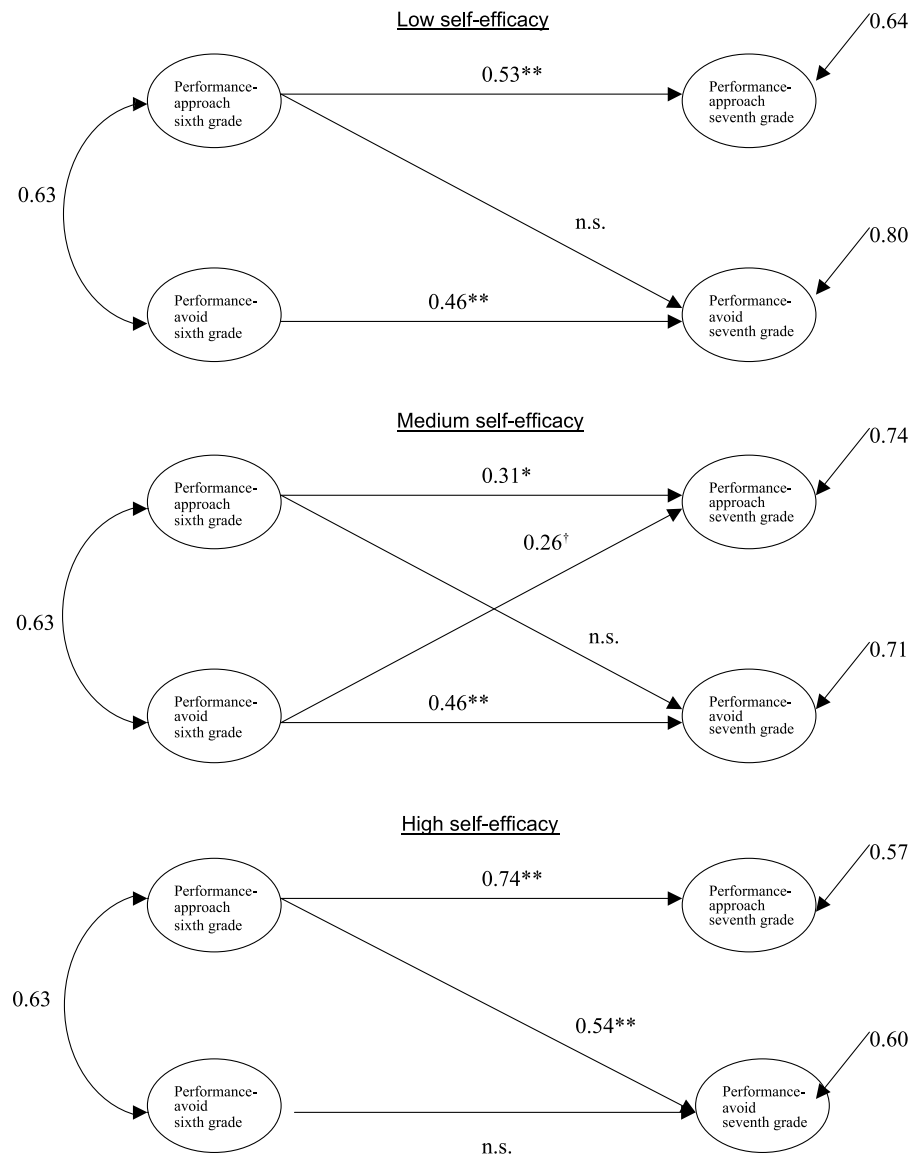 Low self-efficacy
0.64
0.53**
Performance-
approach
sixth grade
Performance-
approach
seventh grade
0.63
n.s.
0.80
0.46**
Performance-
avoid
sixth grade
Performance-
avoid
seventh grade
Medium self-efficacy
0.74
0.31*
Performance-
approach
sixth grade
Performance-
approach
seventh grade
0.26†
0.63
n.s.
0.71
0.46**
Performance-
avoid
sixth grade
Performance-
avoid
seventh grade
High self-efficacy
0.57
0.74**
Performance-
approach
sixth grade
Performance-
approach
seventh grade
0.63
0.54**
0.60
Performance-
avoid
sixth grade
Performance-
avoid
seventh grade
n.s.